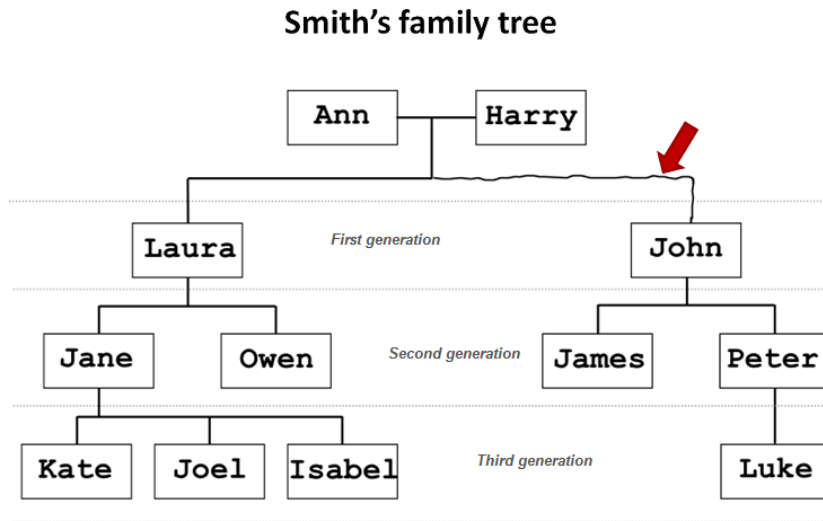 Smith's family tree
Ann
Harry
Laura
First generation
John
Jane
Owen
Second generation
James
Peter
Kate
Joel
Isabel
Third generation
Luke